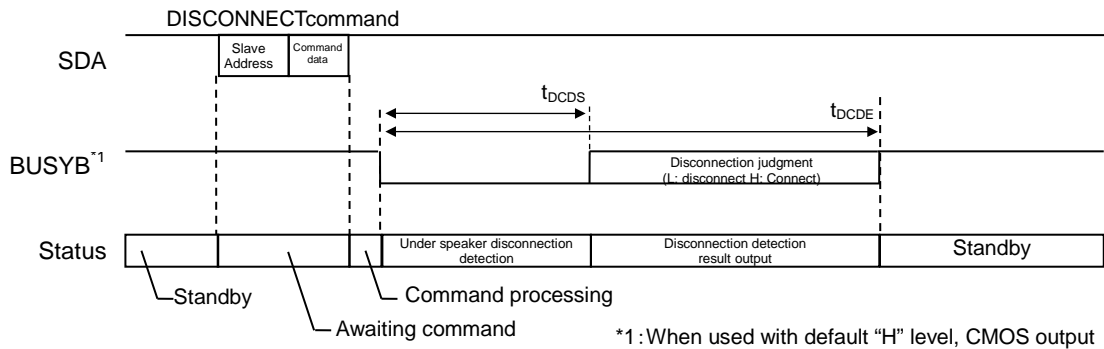 DISCONNECTcommand
SDA
Slave
Address
Command
data
tDCDS
tDCDE
BUSYB*1
Disconnection judgment
(L: disconnect H: Connect)
Status
Under speaker disconnection
detection
Disconnection detection
result output
Standby
Standby
Command processing
Awaiting command
*1:When used with default “H” level, CMOS output